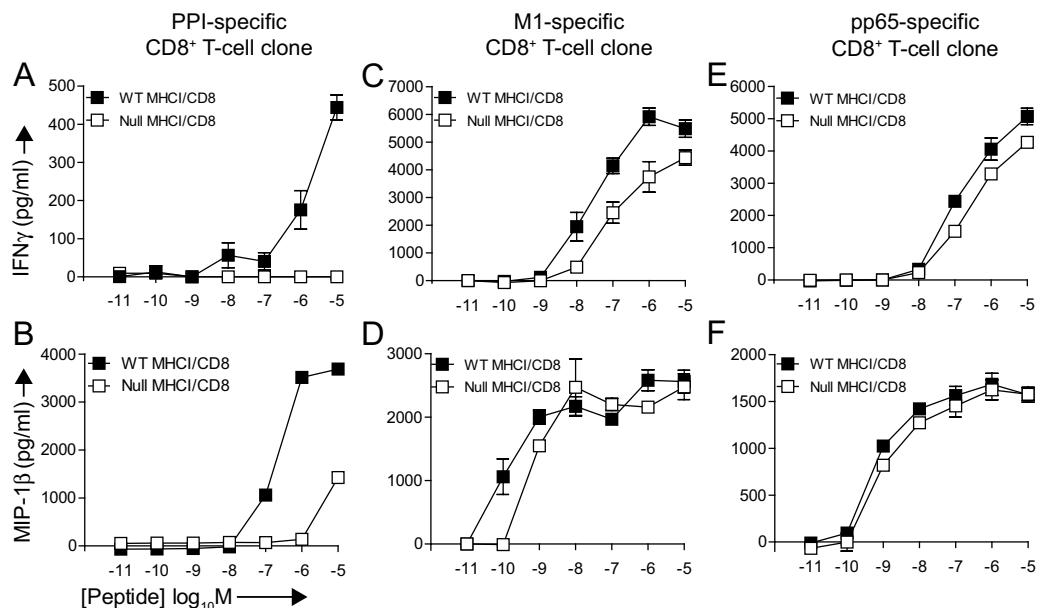 PPI-specific
CD8⁺ T-cell clone
M1-specific
CD8⁺ T-cell clone
pp65-specific
CD8⁺ T-cell clone
A
500
400
300
200
100
0
WT MHCI/CD8
Null MHCI/CD8
-11 -10 -9 -8 -7 -6 -5
IFNγ (pg/ml)
C
7000
6000
5000
4000
3000
2000
1000
0
WT MHCI/CD8
Null MHCI/CD8
-11 -10 -9 -8 -7 -6 -5
E
6000
5000
4000
3000
2000
1000
0
WT MHCI/CD8
Null MHCI/CD8
-11 -10 -9 -8 -7 -6 -5
B
4000
3000
2000
1000
0
WT MHCI/CD8
Null MHCI/CD8
-11 -10 -9 -8 -7 -6 -5
MIP-1β (pg/ml)
[Peptide] log₁₀M
D
3000
2000
1000
0
WT MHCI/CD8
Null MHCI/CD8
-11 -10 -9 -8 -7 -6 -5
F
2000
1500
1000
500
0
WT MHCI/CD8
Null MHCI/CD8
-11 -10 -9 -8 -7 -6 -5